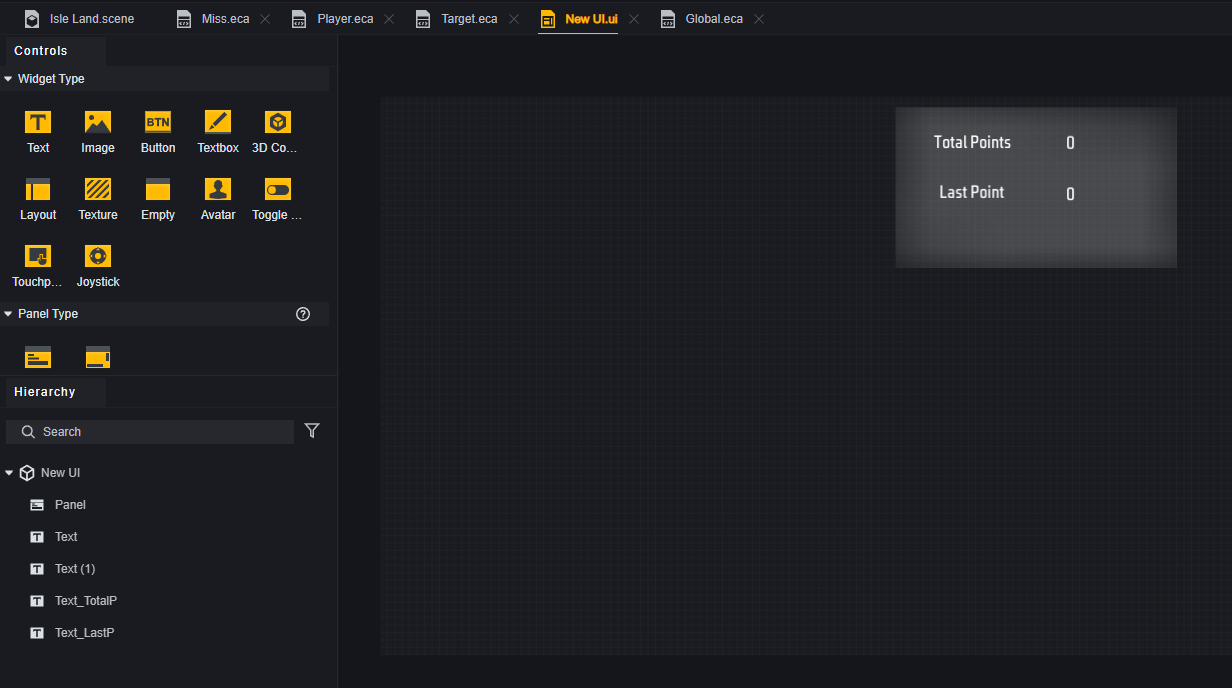 Isle Land.scene Miss.eca Player.eca Target.eca New UI.ui Global.eca
Controls
Widget Type
T BTN
Text Image Button Textbox 3D Co...
Layout Texture Empty Avatar Toggle ...
Touchp... Joystick
Panel Type ?
Hierarchy
Search
New UI
Panel
T Text
T Text (1)
T Text_TotalP
T Text_LastP
Total Points 0
Last Point 0